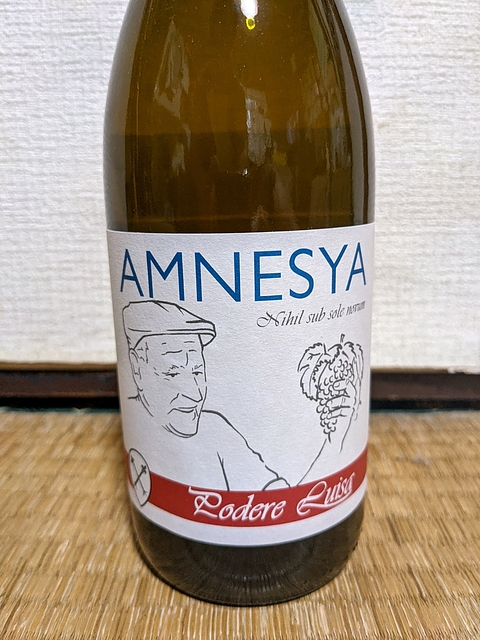 AMNESYA
Nihil sub sole novum
Podere Luisa